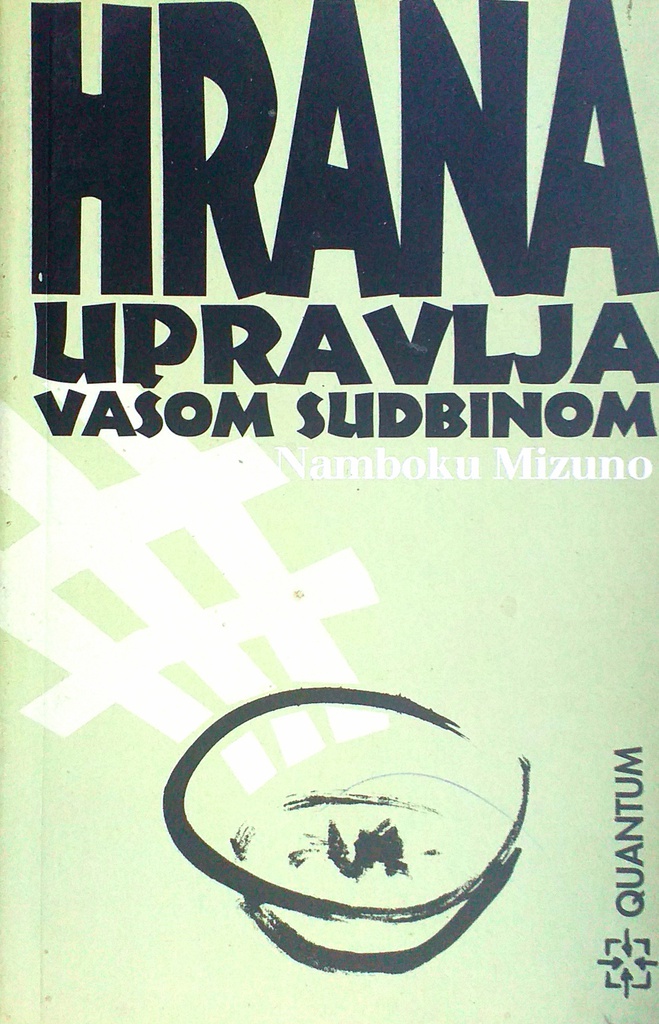 HRANA
UPRAVLJA
VAŠOM SUDBINOM
Namboku Mizuno
QUANTUM